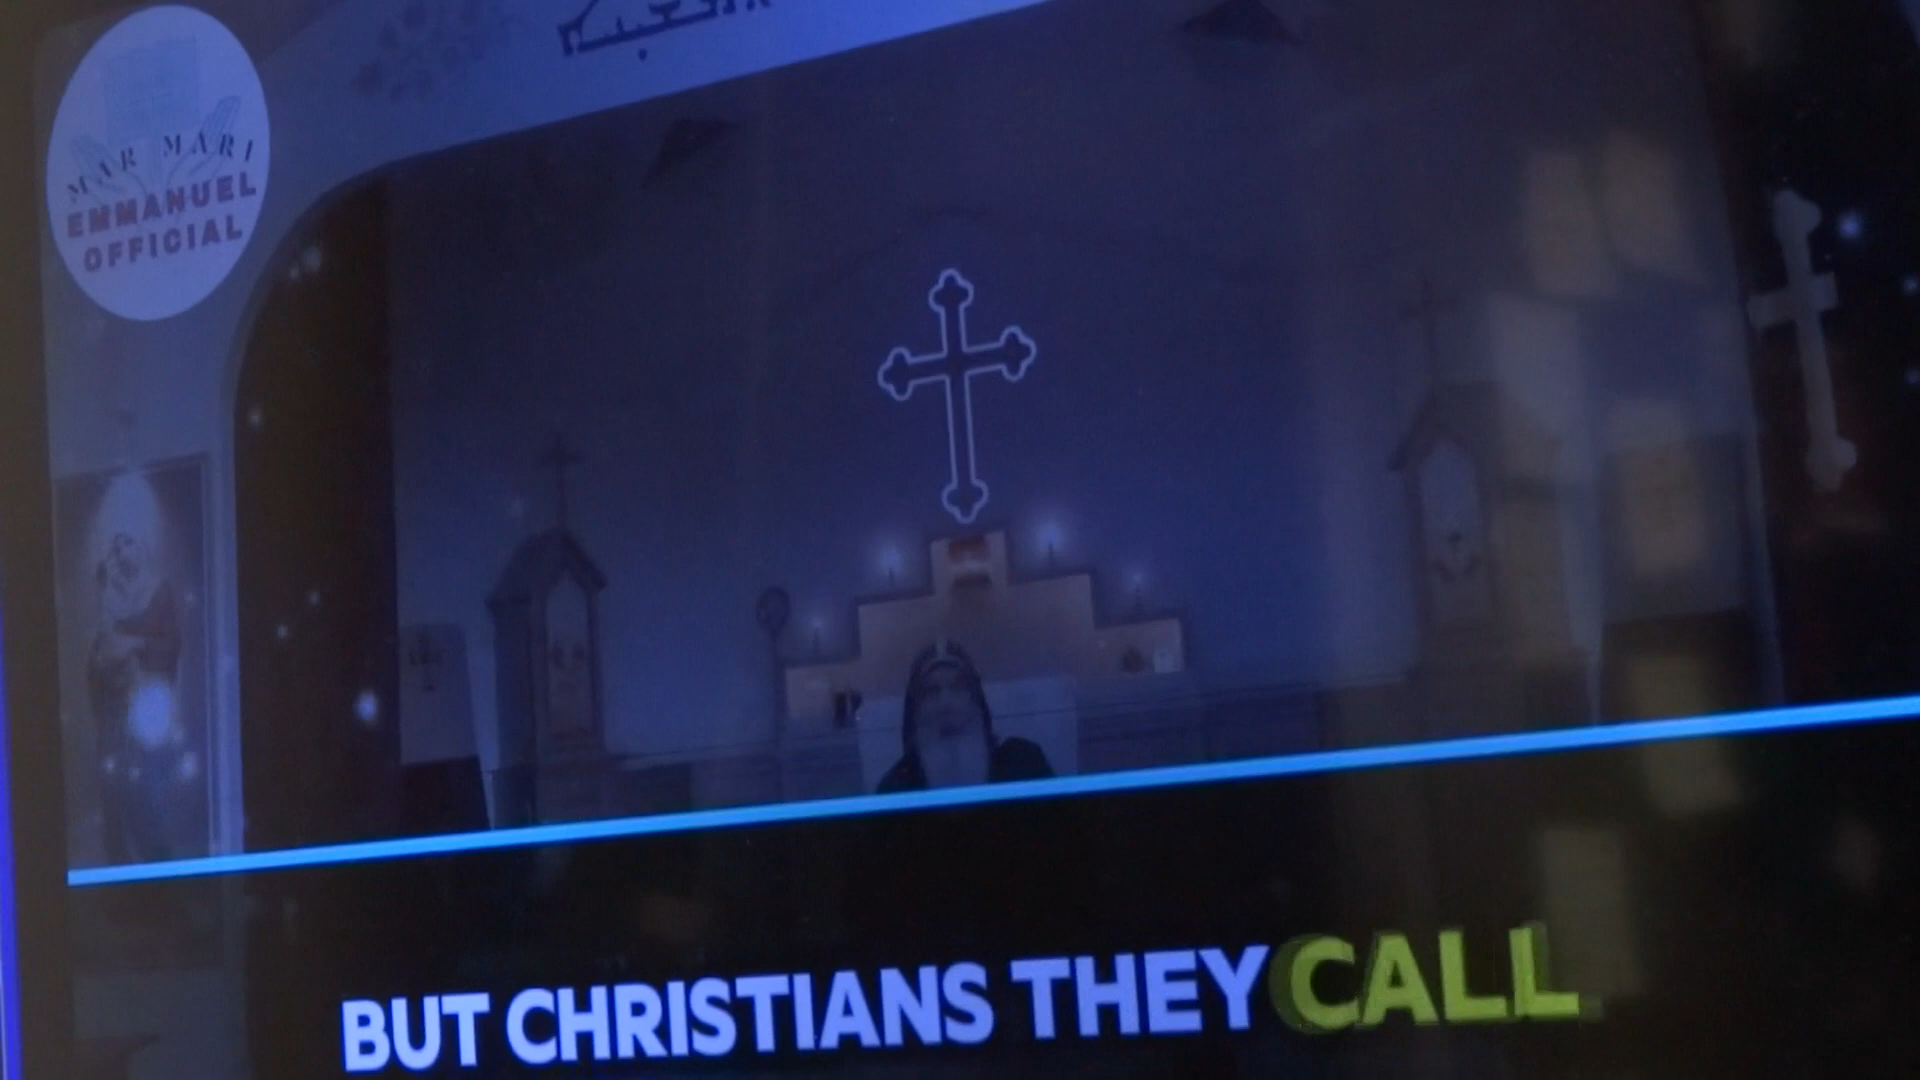 MAR MARI
EMMANUEL
OFFICIAL
BUT CHRISTIANS THEY CALL